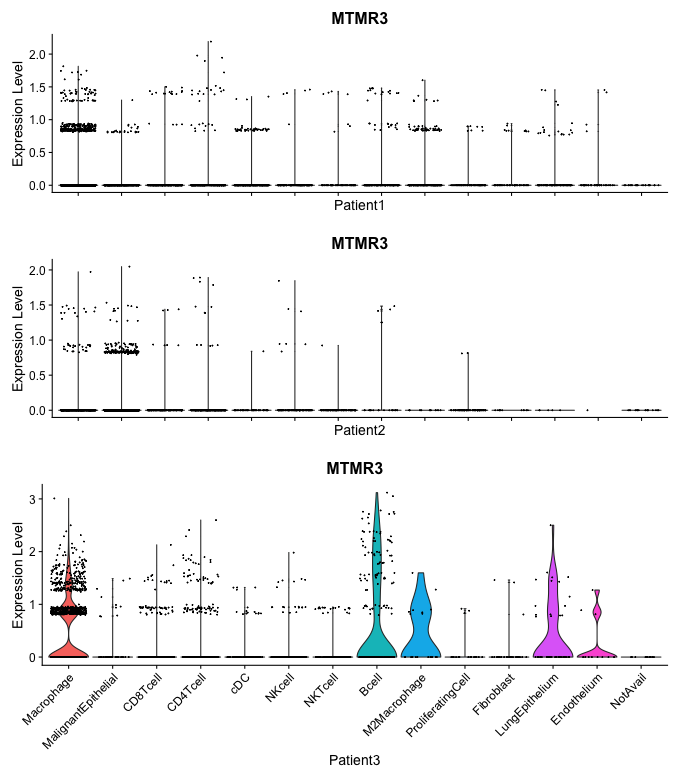 MTMR3
Expression Level
2.0
1.5
1.0
0.5
0.0
Patient1
MTMR3
Expression Level
2.0
1.5
1.0
0.5
0.0
Patient2
MTMR3
Expression Level
3
2
1
0
Macrophage
MalignantEpithelial
CD8Tcell
CD4Tcell
cDC
NKcell
NKTcell
Bcell
M2Macrophage
ProliferatingCell
Fibroblast
LungEpithelium
Endothelium
NotAvail
Patient3